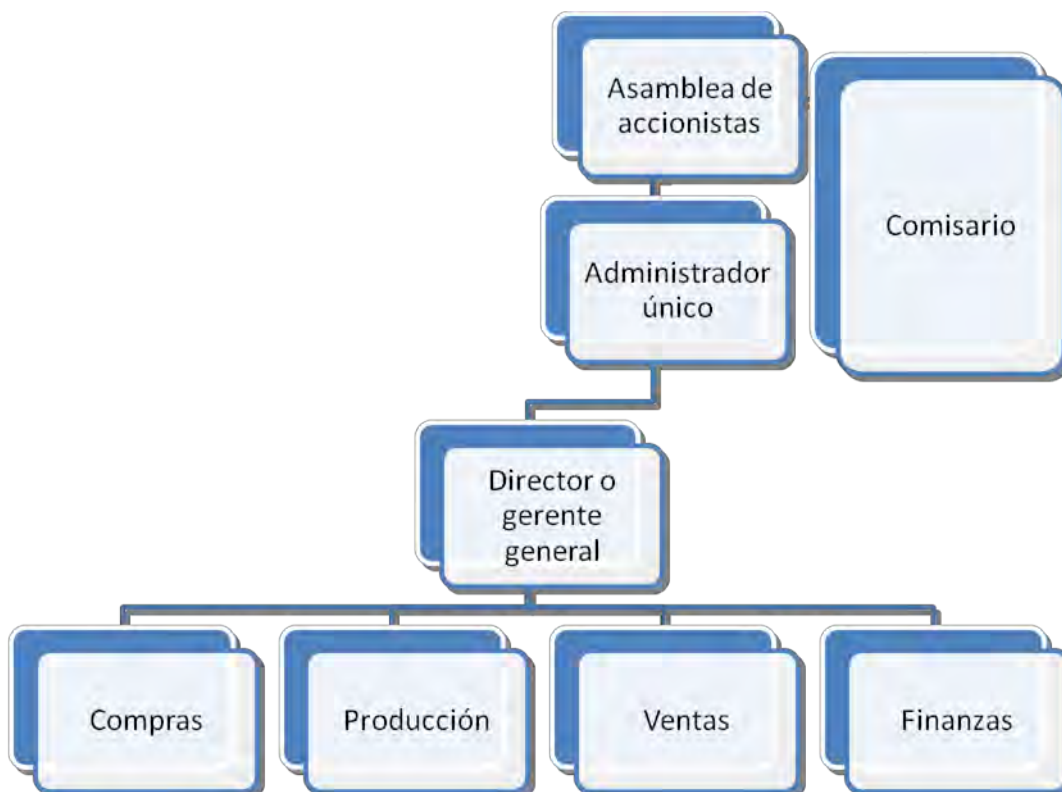 Asamblea de
accionistas
Comisario
Administrador
único
Director o
gerente
general
Compras
Producción
Ventas
Finanzas